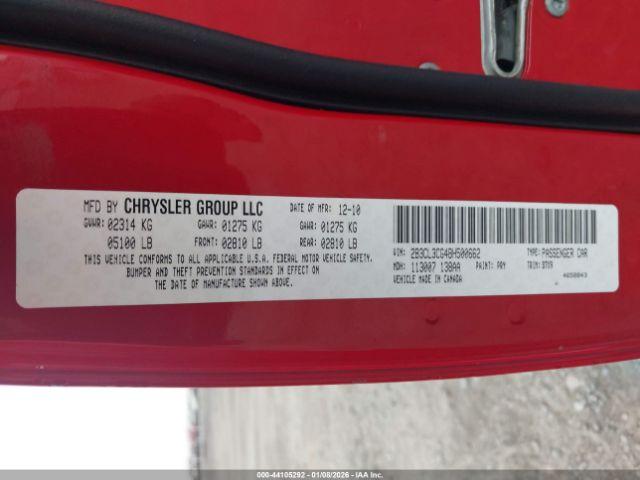 MFD BY CHRYSLER GROUP LLC DATE OF MFR: 12-10
GVWR: 02314 KG GAWR: 01275 KG GAWR: 01275 KG
05100 LB FRONT: 02810 LB REAR: 02810 LB
THIS VEHICLE CONFORMS TO ALL APPLICABLE U.S.A. FEDERAL MOTOR VEHICLE SAFETY,
BUMPER AND THEFT PREVENTION STANDARDS IN EFFECT ON
THE DATE OF MANUFACTURE SHOWN ABOVE.
VIN: 2B3CL3CG4BH500662 TYPE: PASSENGER CAR
MDH: 113007 138AA PAINT: PRY TRIM:
VEHICLE MADE IN CANADA 4658843
000-44105292 - 01/08/2026 - IAAI.COM